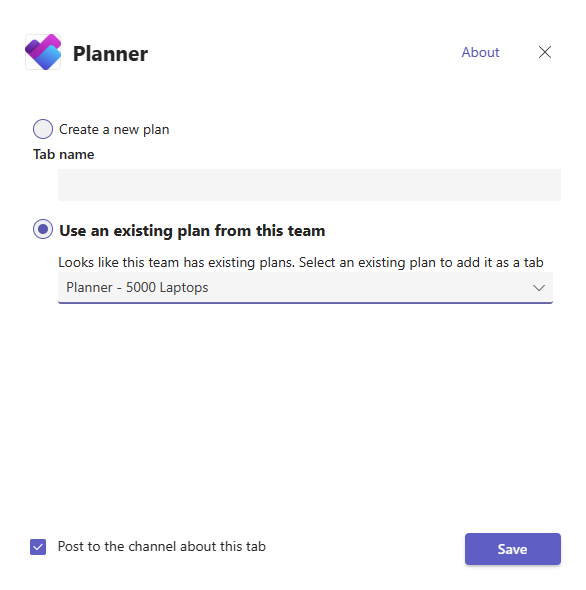 Planner
About
Create a new plan
Tab name
Use an existing plan from this team
Looks like this team has existing plans. Select an existing plan to add it as a tab
Planner - 5000 Laptops
Post to the channel about this tab
Save